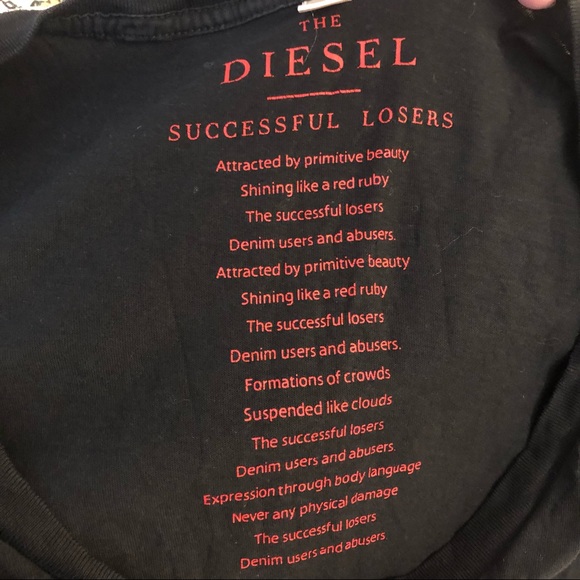 THE
DIESEL
SUCCESSFUL LOSERS
Attracted by primitive beauty
Shining like a red ruby
The successful losers
Denim users and abusers.
Attracted by primitive beauty
Shining like a red ruby
The successful losers
Denim users and abusers.
Formations of crowds
Suspended like clouds
The successful losers
Denim users and abusers.
Expression through body language
Never any physical damage
The successful losers
Denim users and abusers